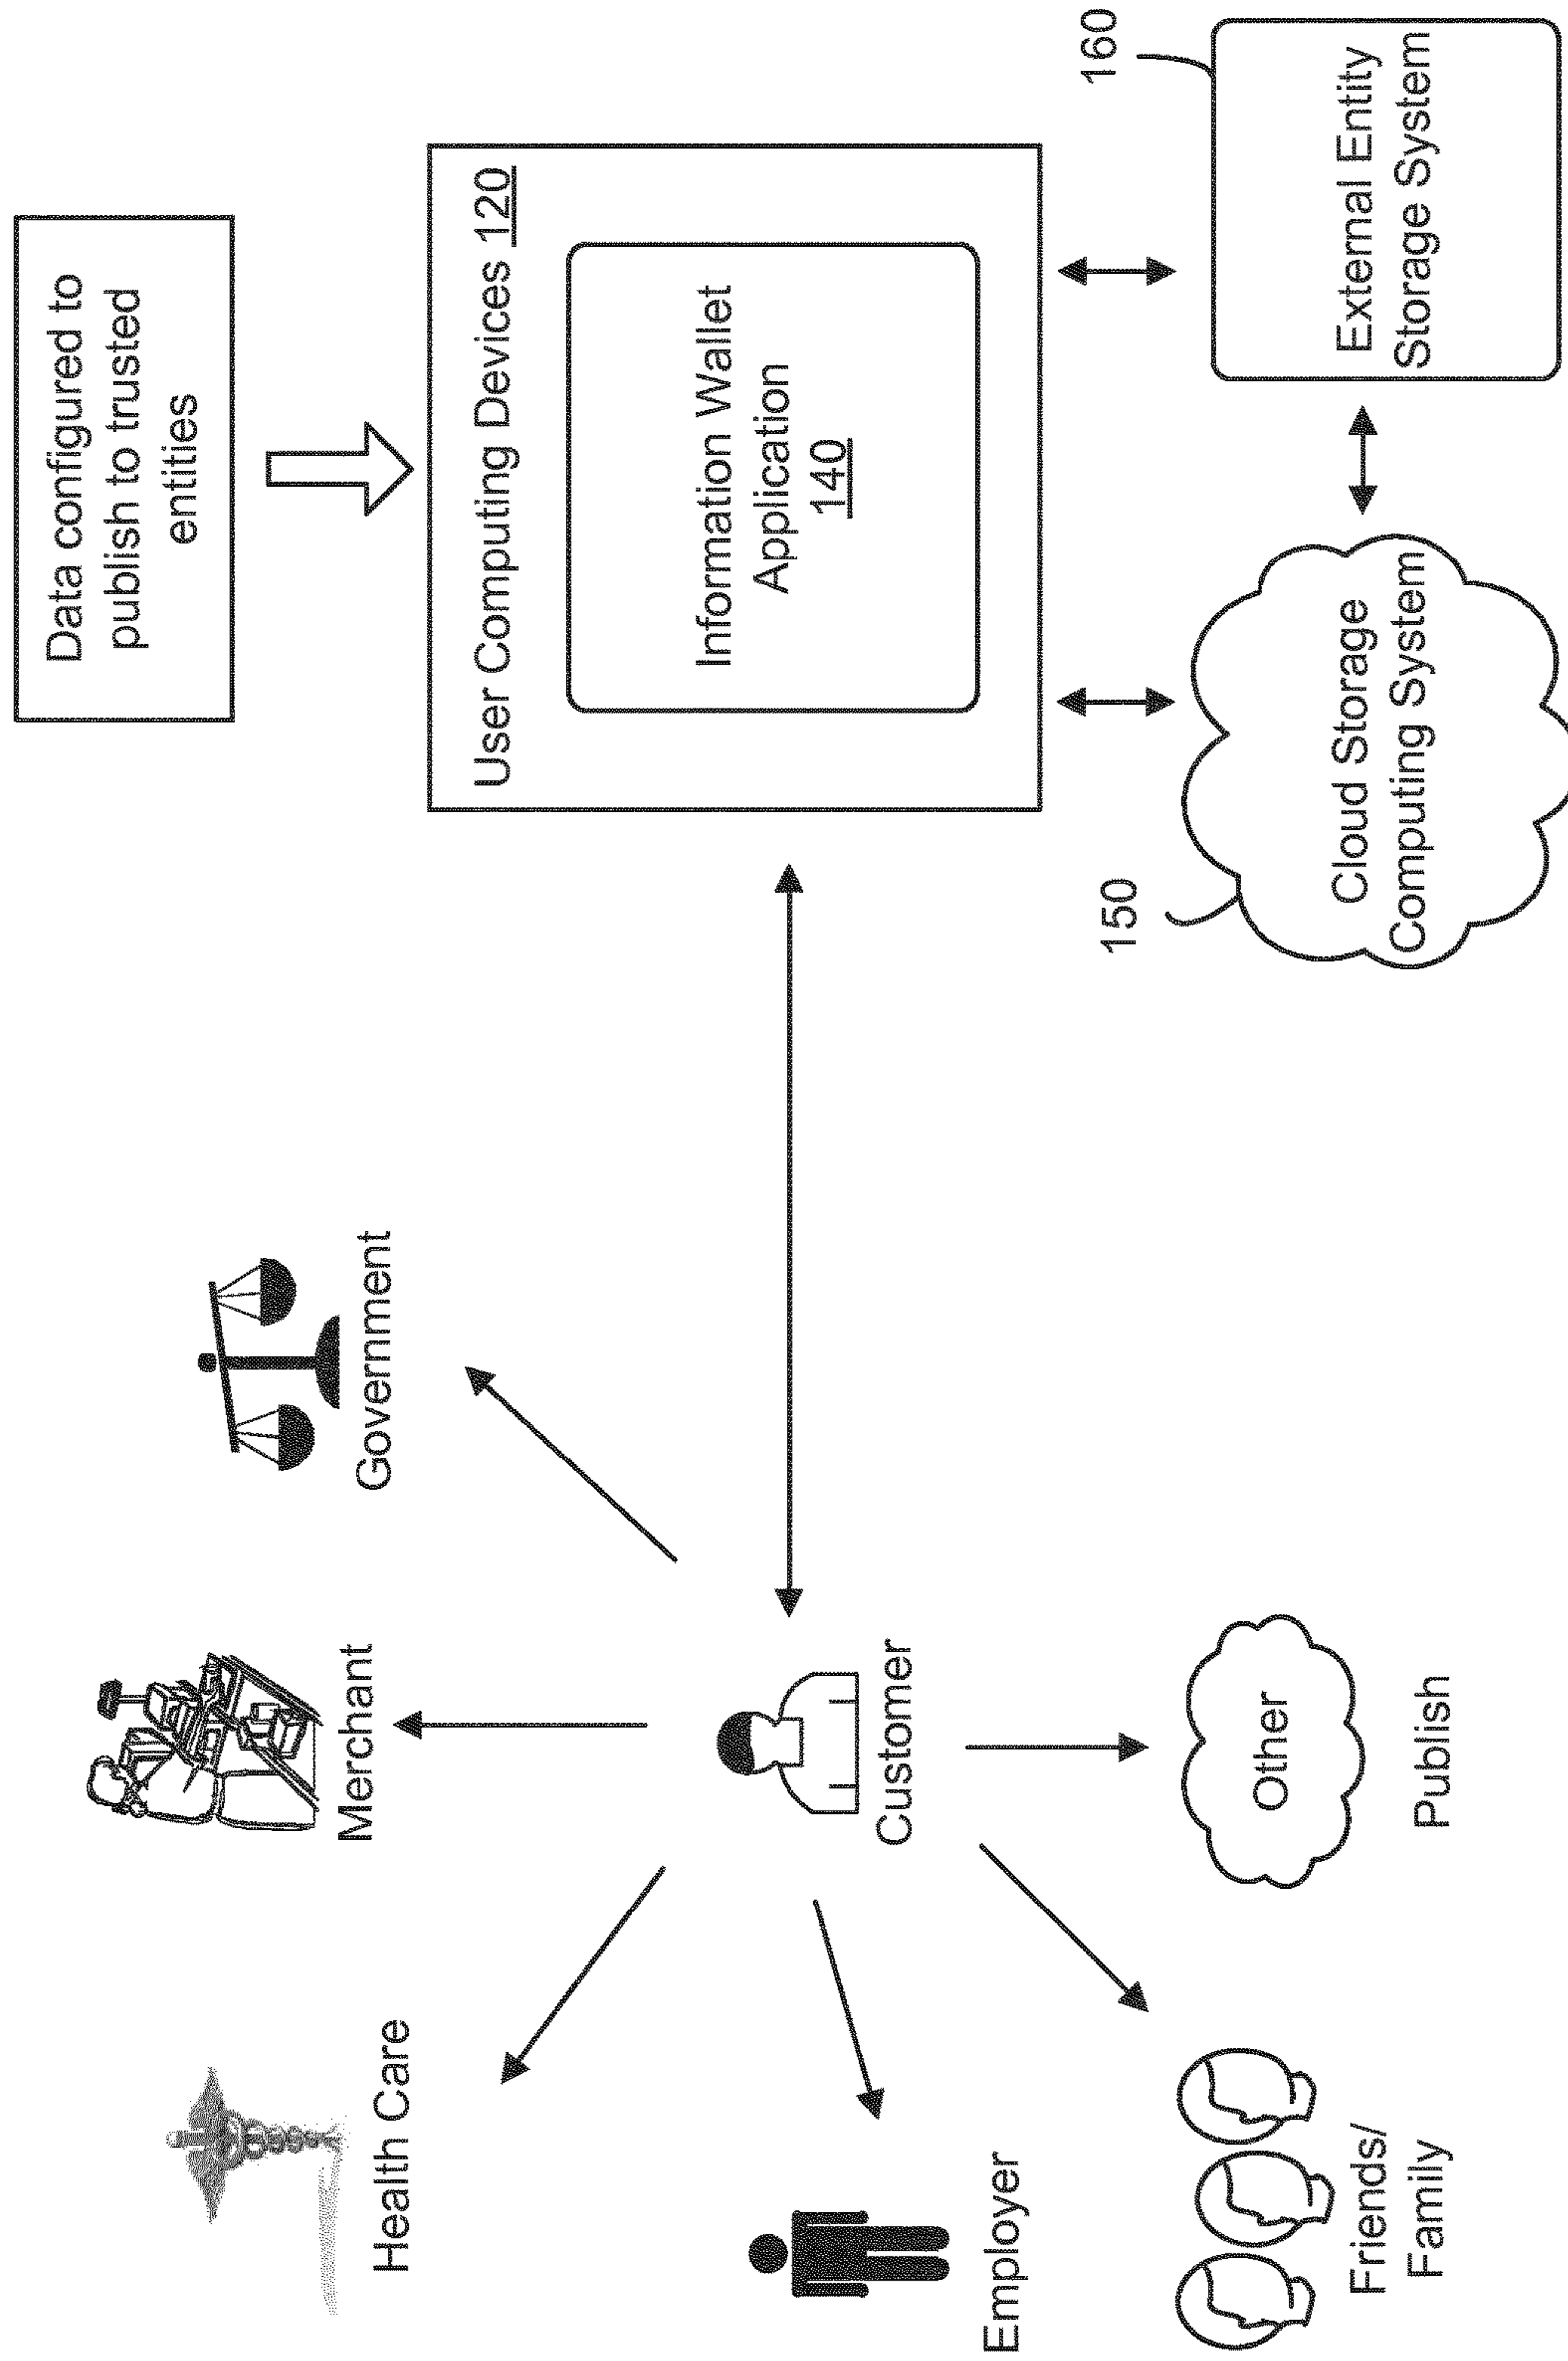 Health Care
Merchant
Government
Employer
Customer
Friends/
Family
Other
Publish
Data configured to
publish to trusted
entities
User Computing Devices 120
Information Wallet
Application
140
150
Cloud Storage
Computing System
160
External Entity
Storage System